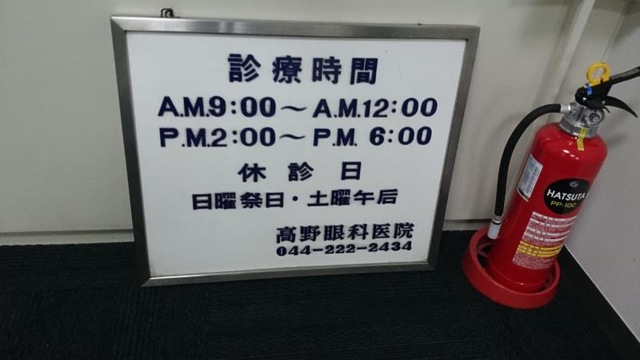 診療時間
A.M.9:00～A.M.12:00
P.M.2:00～P.M. 6:00
休診日
日曜祭日・土曜午后
高野眼科医院
044-222-2434
HATSUTA
PP-10C